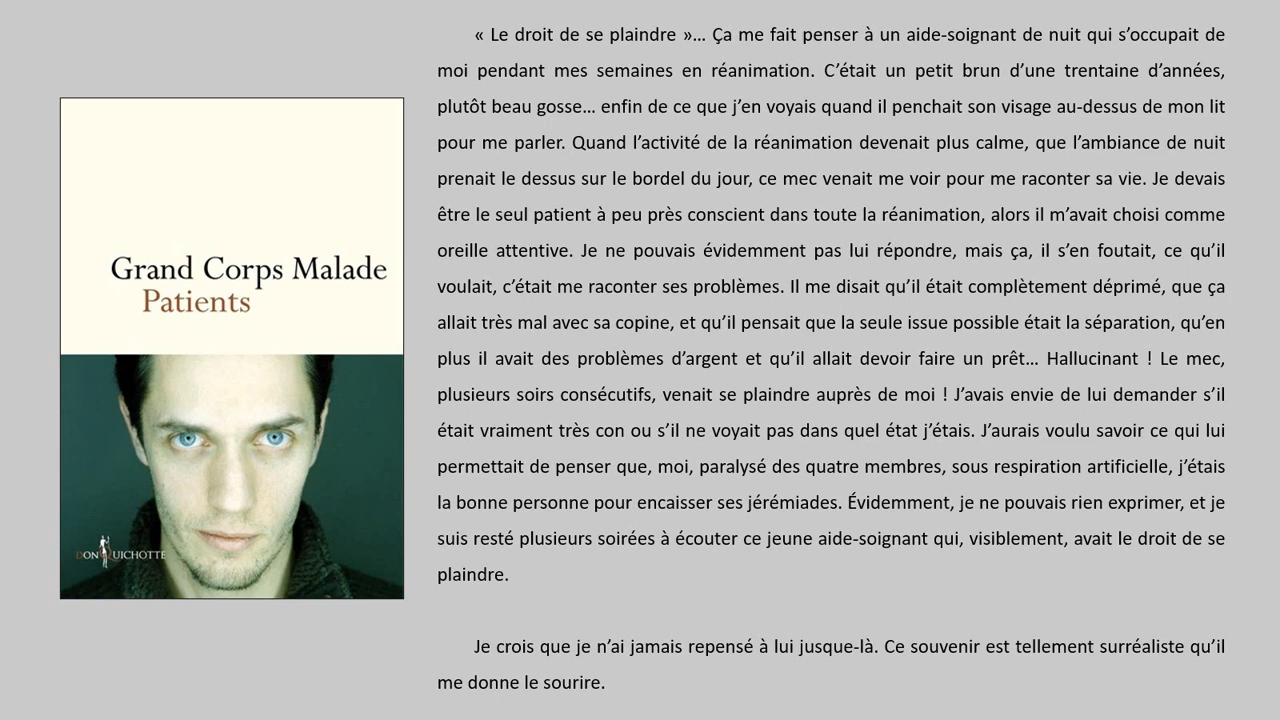 Grand Corps Malade
Patients
DON QUICHOTTE
« Le droit de se plaindre »… Ça me fait penser à un aide-soignant de nuit qui s’occupait de
moi pendant mes semaines en réanimation. C’était un petit brun d’une trentaine d’années,
plutôt beau gosse… enfin de ce que j’en voyais quand il penchait son visage au-dessus de mon lit
pour me parler. Quand l’activité de la réanimation devenait plus calme, que l’ambiance de nuit
prenait le dessus sur le bordel du jour, ce mec venait me voir pour me raconter sa vie. Je devais
être le seul patient à peu près conscient dans toute la réanimation, alors il m’avait choisi comme
oreille attentive. Je ne pouvais évidemment pas lui répondre, mais ça, il s’en foutait, ce qu’il
voulait, c’était me raconter ses problèmes. Il me disait qu’il était complètement déprimé, que ça
allait très mal avec sa copine, et qu’il pensait que la seule issue possible était la séparation, qu’en
plus il avait des problèmes d’argent et qu’il allait devoir faire un prêt… Hallucinant ! Le mec,
plusieurs soirs consécutifs, venait se plaindre auprès de moi ! J’avais envie de lui demander s’il
était vraiment très con ou s’il ne voyait pas dans quel état j’étais. J’aurais voulu savoir ce qui lui
permettait de penser que, moi, paralysé des quatre membres, sous respiration artificielle, j’étais
la bonne personne pour encaisser ses jérémiades. Évidemment, je ne pouvais rien exprimer, et je
suis resté plusieurs soirées à écouter ce jeune aide-soignant qui, visiblement, avait le droit de se
plaindre.
Je crois que je n’ai jamais repensé à lui jusque-là. Ce souvenir est tellement surréaliste qu’il
me donne le sourire.